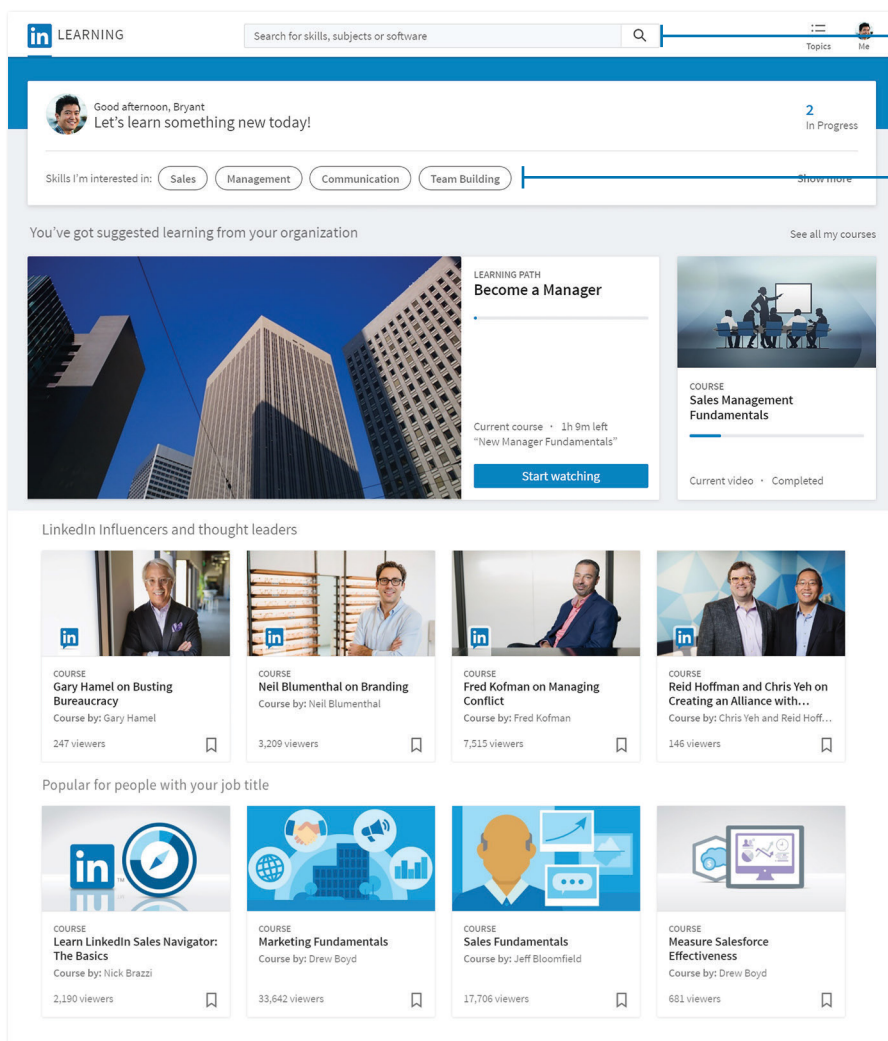 in LEARNING
Search for skills, subjects or software
Topics
Me
Good afternoon, Bryant
Let's learn something new today!
2
In Progress
Skills I'm interested in: Sales Management Communication Team Building
Show more
You've got suggested learning from your organization
See all my courses
LEARNING PATH
Become a Manager
Current course · 1h 9m left
"New Manager Fundamentals"
Start watching
COURSE
Sales Management
Fundamentals
Current video · Completed
LinkedIn Influencers and thought leaders
in
COURSE
Gary Hamel on Busting
Bureaucracy
Course by: Gary Hamel
247 viewers
in
COURSE
Neil Blumenthal on Branding
Course by: Neil Blumenthal
3,209 viewers
in
COURSE
Fred Kofman on Managing
Conflict
Course by: Fred Kofman
7,515 viewers
in
COURSE
Reid Hoffman and Chris Yeh on
Creating an Alliance with...
Course by: Chris Yeh and Reid Hoff...
146 viewers
Popular for people with your job title
in
TM
COURSE
Learn LinkedIn Sales Navigator:
The Basics
Course by: Nick Brazzi
2,190 viewers
COURSE
Marketing Fundamentals
Course by: Drew Boyd
33,642 viewers
COURSE
Sales Fundamentals
Course by: Jeff Bloomfield
17,706 viewers
COURSE
Measure Salesforce
Effectiveness
Course by: Drew Boyd
681 viewers